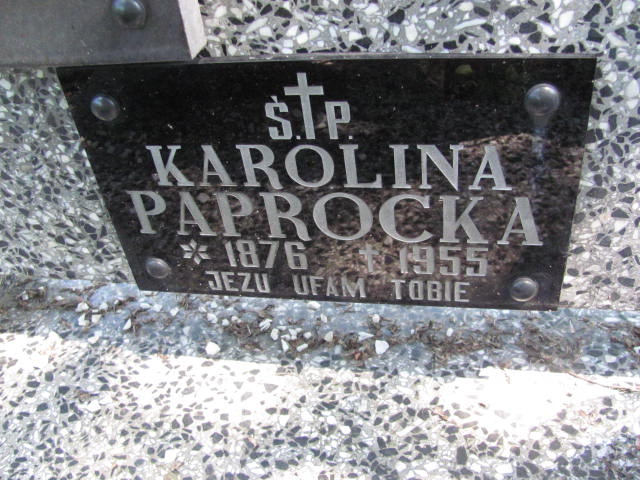 Ś.P.
KAROLINA
PAPROCKA
* 1876 † 1955
JEZU UFAM TOBIE